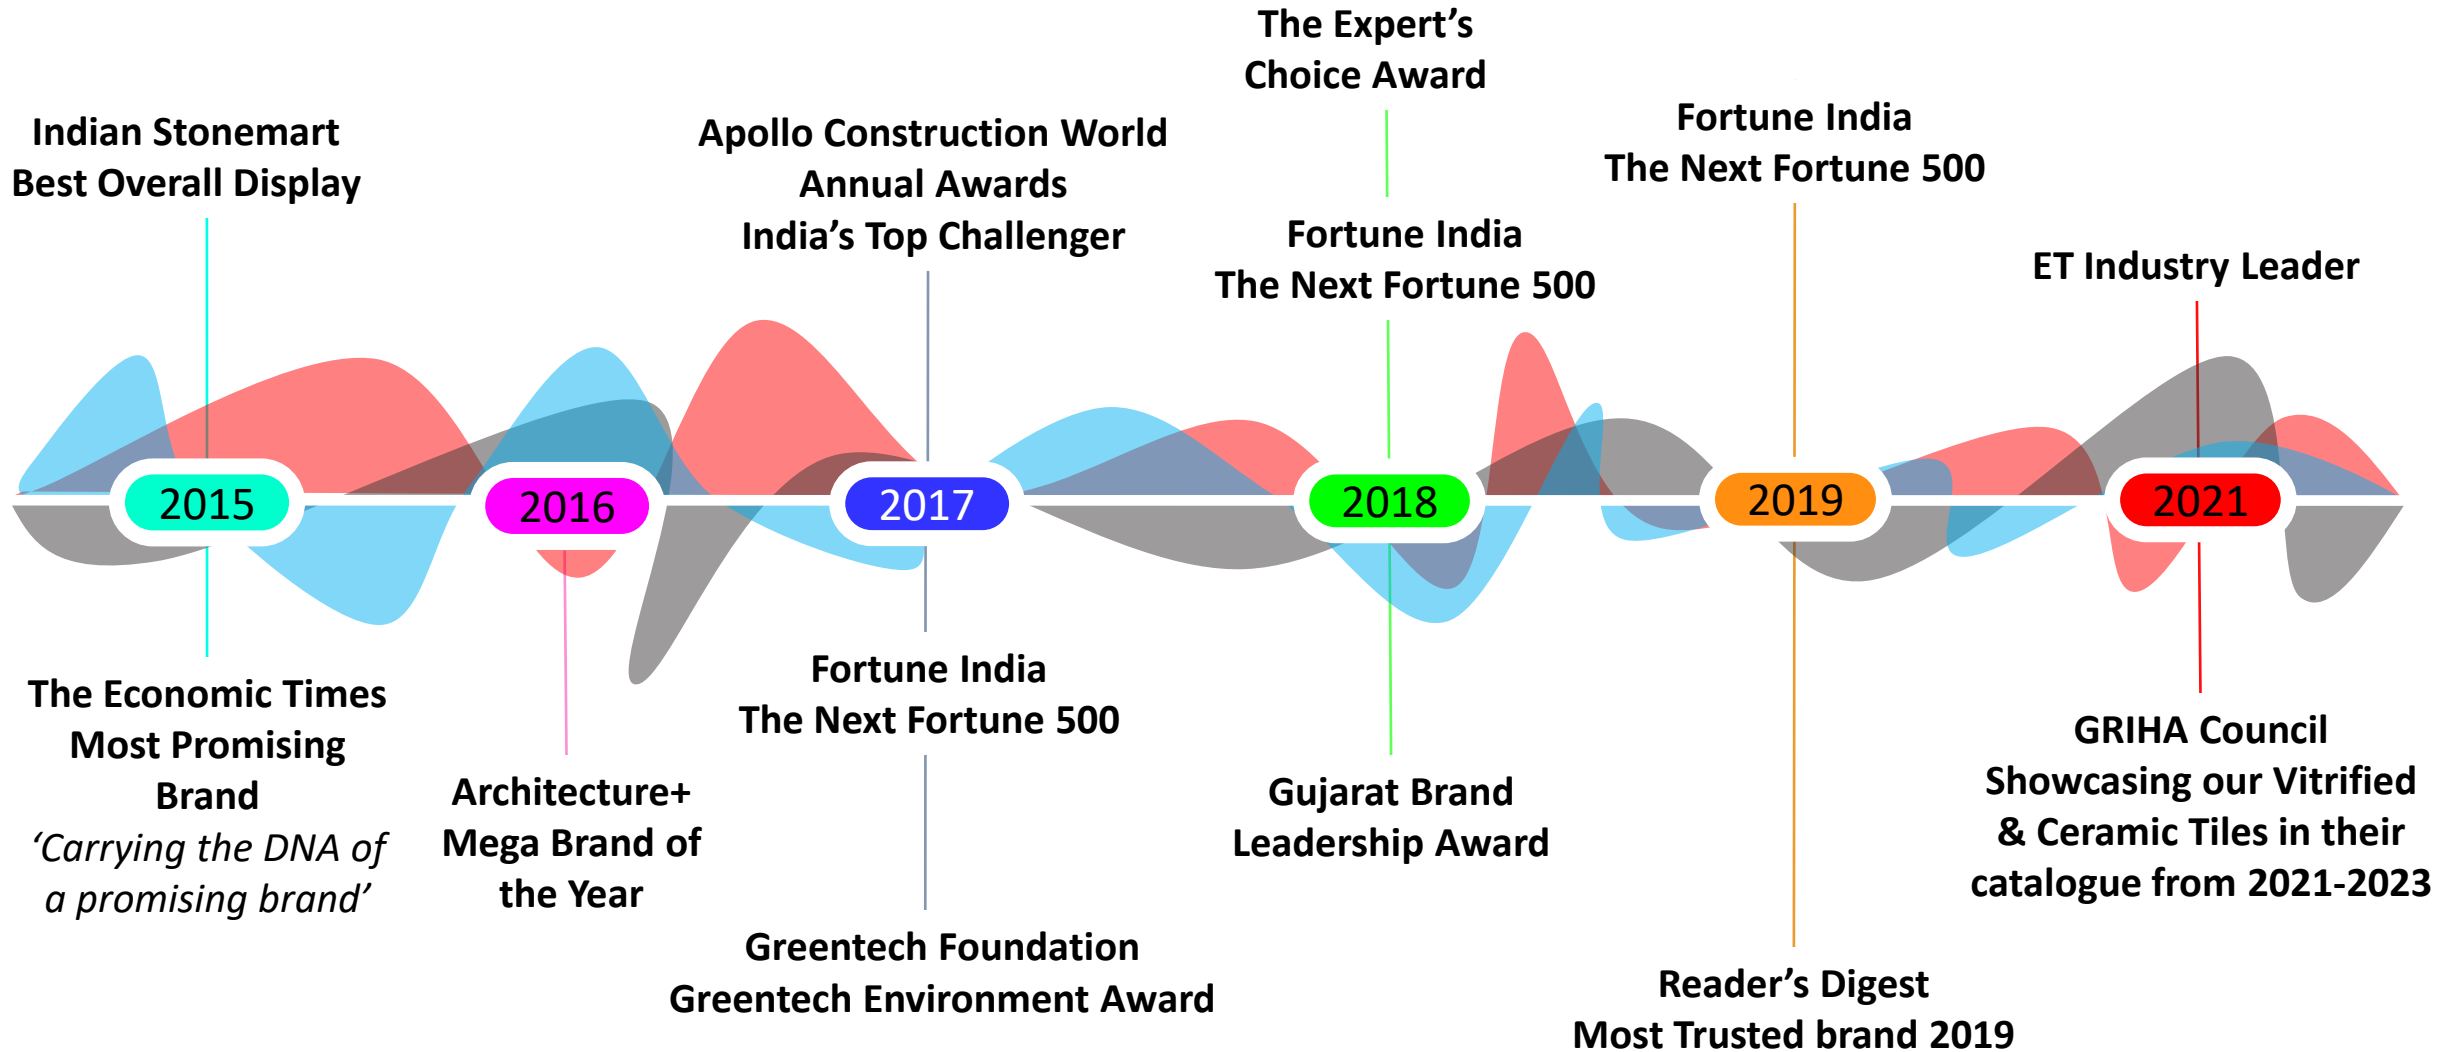 Indian Stonemart
Best Overall Display
2015
The Economic Times
Most Promising
Brand
‘Carrying the DNA of
a promising brand’
2016
Architecture+
Mega Brand of
the Year
Apollo Construction World
Annual Awards
India’s Top Challenger
2017
Fortune India
The Next Fortune 500
Greentech Foundation
Greentech Environment Award
The Expert’s
Choice Award
Fortune India
The Next Fortune 500
2018
Gujarat Brand
Leadership Award
Fortune India
The Next Fortune 500
2019
Reader’s Digest
Most Trusted brand 2019
ET Industry Leader
2021
GRIHA Council
Showcasing our Vitrified
& Ceramic Tiles in their
catalogue from 2021-2023